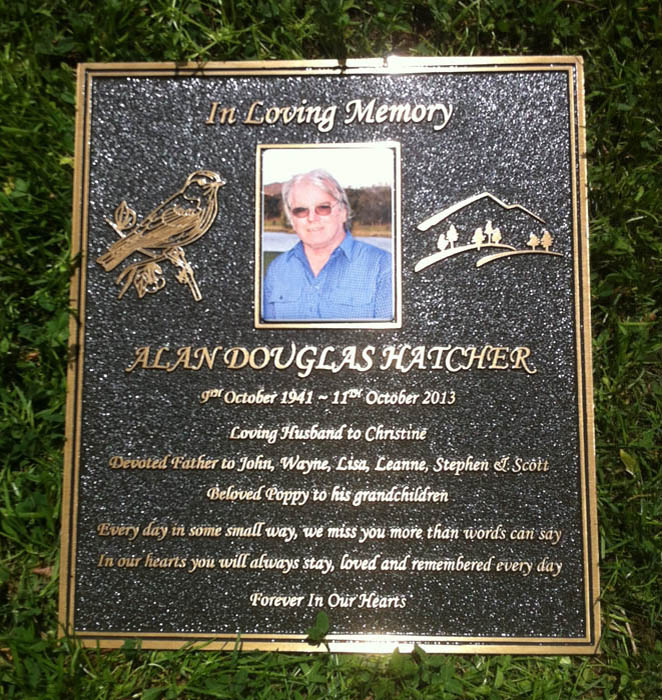 In Loving Memory
ALAN DOUGLAS HATCHER
9TH October 1941 ~ 11TH October 2013
Loving Husband to Christine
Devoted Father to John, Wayne, Lisa, Leanne, Stephen & Scott
Beloved Poppy to his grandchildren
Every day in some small way, we miss you more than words can say
In our hearts you will always stay, loved and remembered every day
Forever In Our Hearts